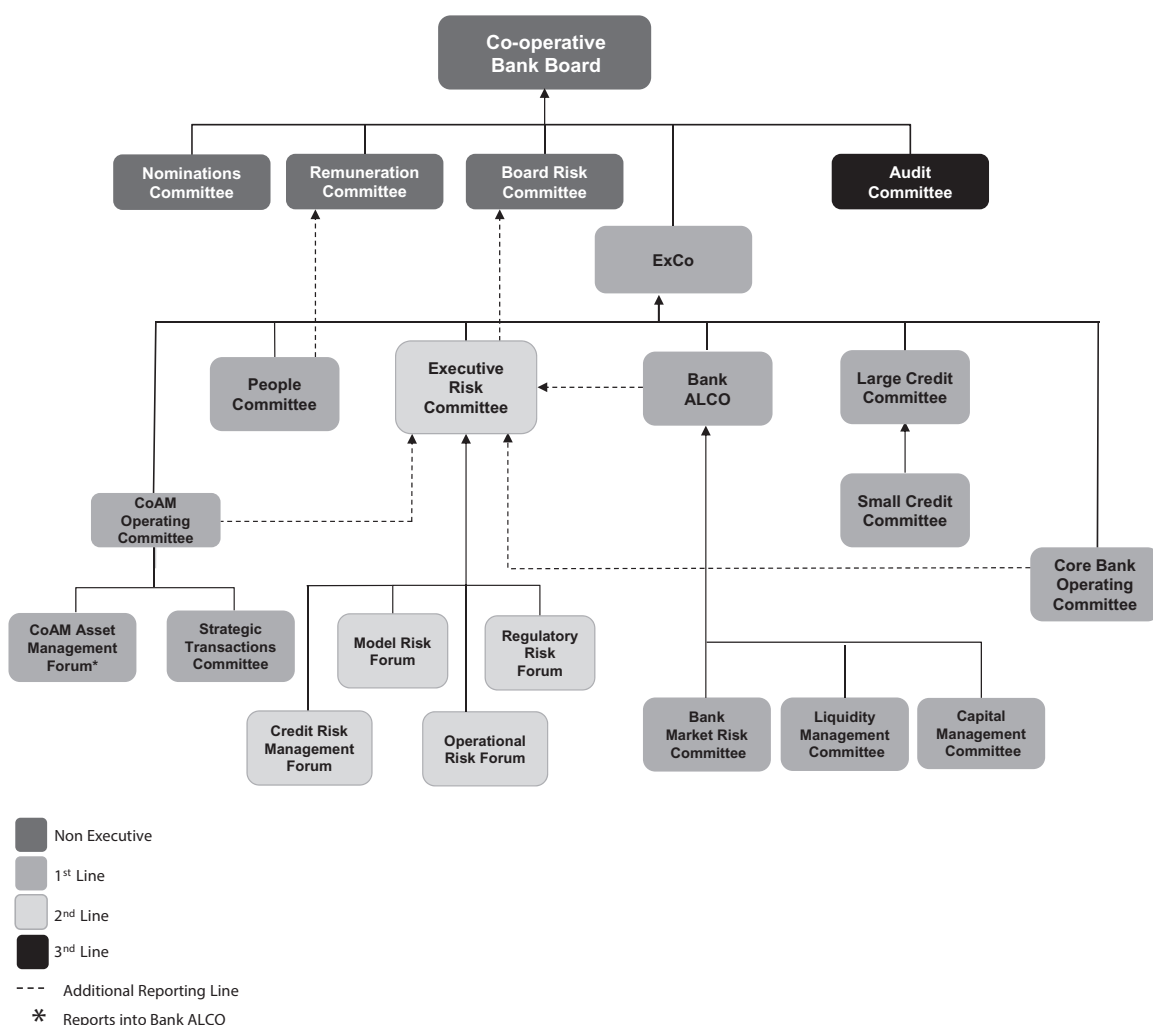 Co-operative
Bank Board
Nominations
Committee
Remuneration
Committee
Board Risk
Committee
Audit
Committee
ExCo
People
Committee
Executive
Risk
Committee
Bank
ALCO
Large Credit
Committee
CoAM
Operating
Committee
Small Credit
Committee
Core Bank
Operating
Committee
CoAM Asset
Management
Forum*
Strategic
Transactions
Committee
Model Risk
Forum
Regulatory
Risk
Forum
Credit Risk
Management
Forum
Operational
Risk Forum
Bank
Market Risk
Committee
Liquidity
Management
Committee
Capital
Management
Committee
Non Executive
1st Line
2nd Line
3rd Line
--- Additional Reporting Line
* Reports into Bank ALCO